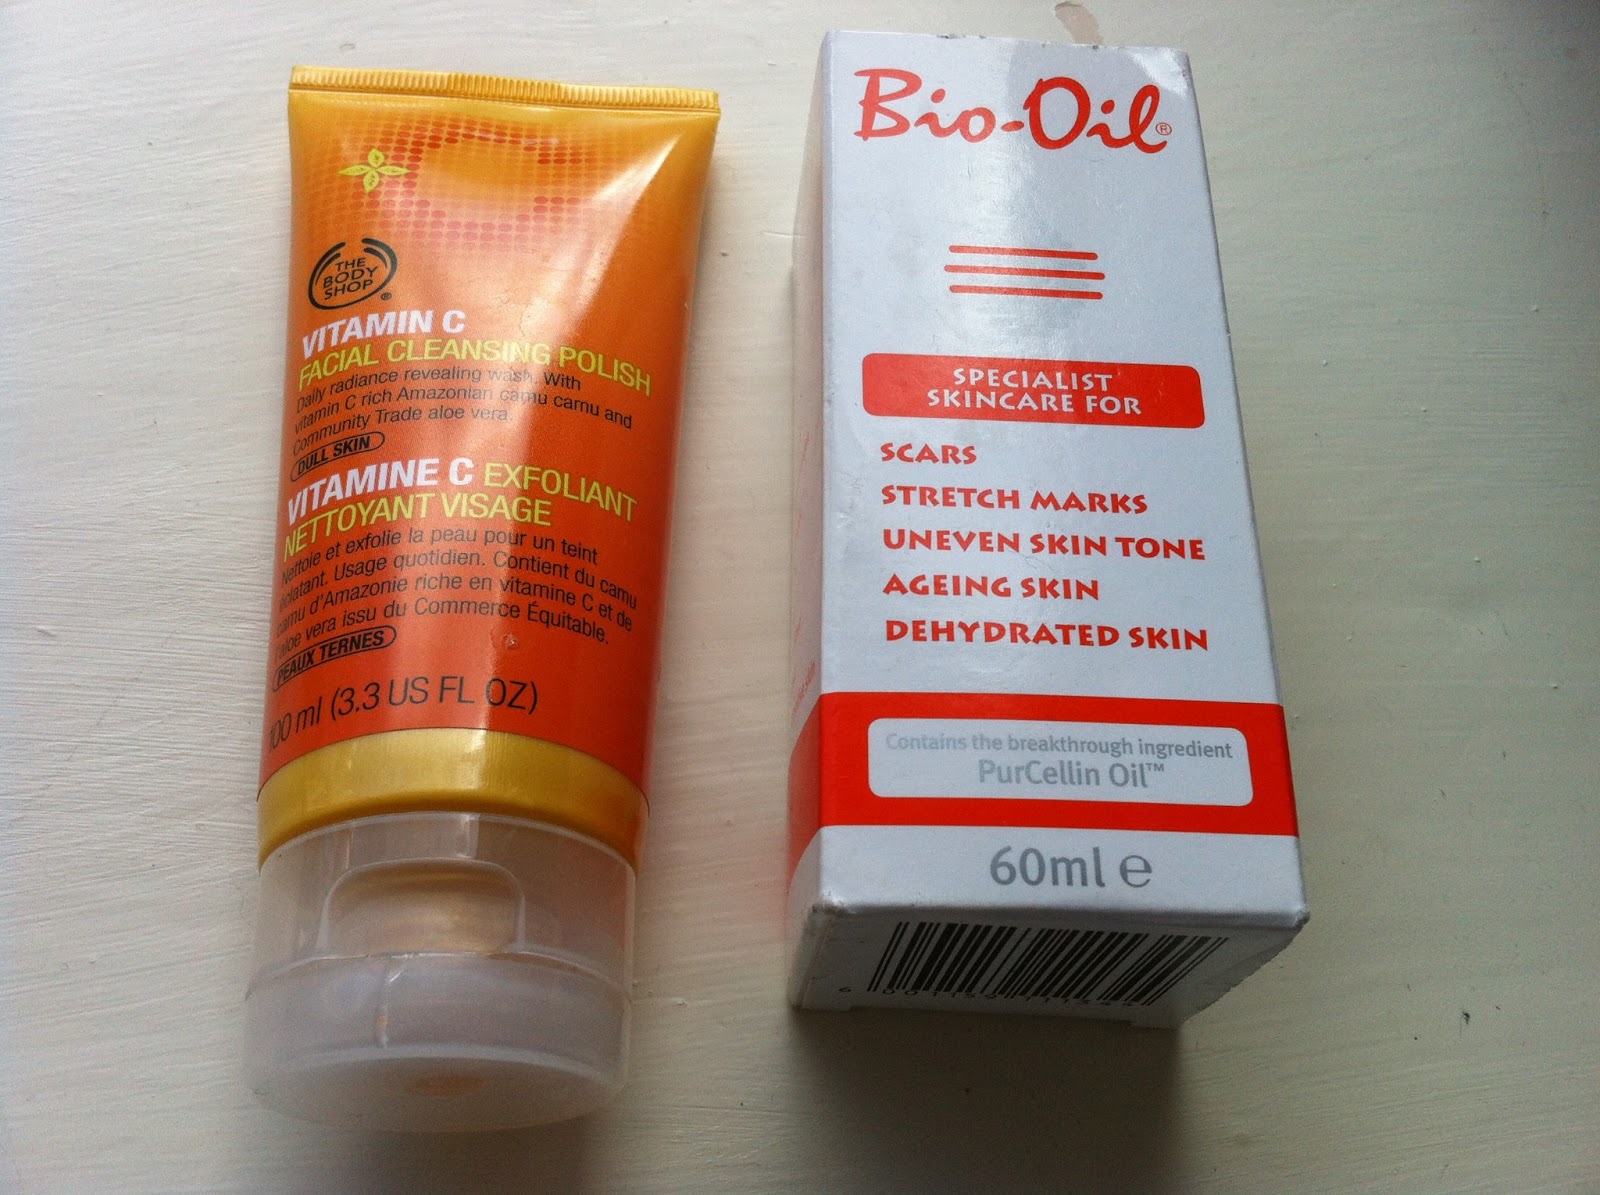 THE
BODY
SHOP®
VITAMIN C
FACIAL CLEANSING POLISH
Daily radiance revealing wash. With
vitamin C rich Amazonian camu camu and
Community Trade aloe vera.
DULL SKIN
VITAMINE C EXFOLIANT
NETTOYANT VISAGE
Nettoie et exfolie la peau pour un teint
éclatant. Usage quotidien. Contient du camu
camu d'Amazonie riche en vitamine C et de
l'aloe vera issu du Commerce Équitable.
PEAUX TERNES
100 ml (3.3 US FL OZ)
Bio-Oil®
SPECIALIST
SKINCARE FOR
SCARS
STRETCH MARKS
UNEVEN SKIN TONE
AGEING SKIN
DEHYDRATED SKIN
Contains the breakthrough ingredient
PurCellin Oil™
60ml e